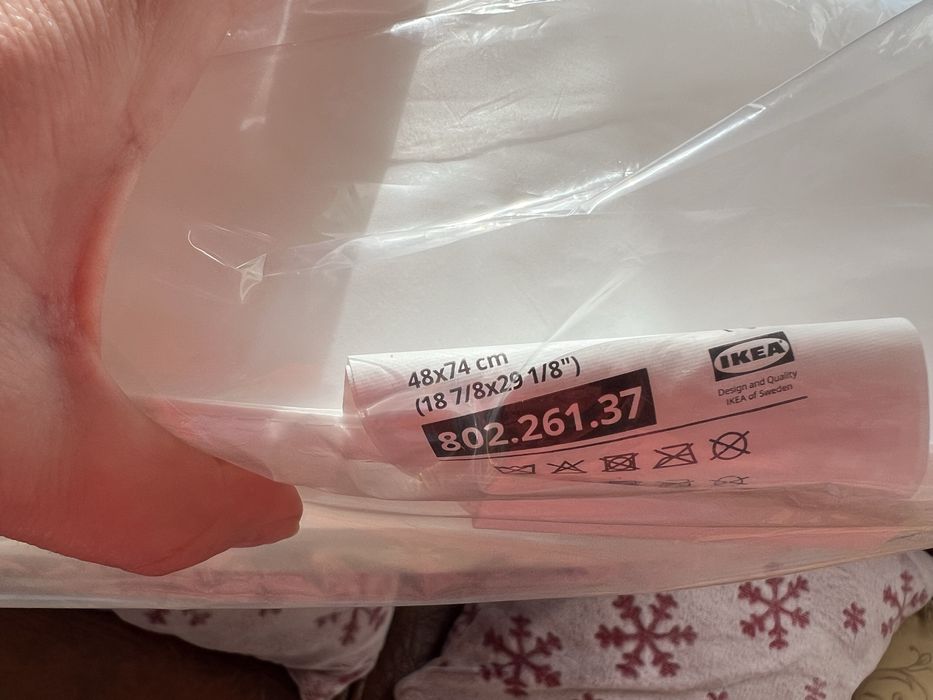 48x74 cm
(18 7/8x29 1/8")
802.261.37
IKEA
Design and Quality
IKEA of Sweden